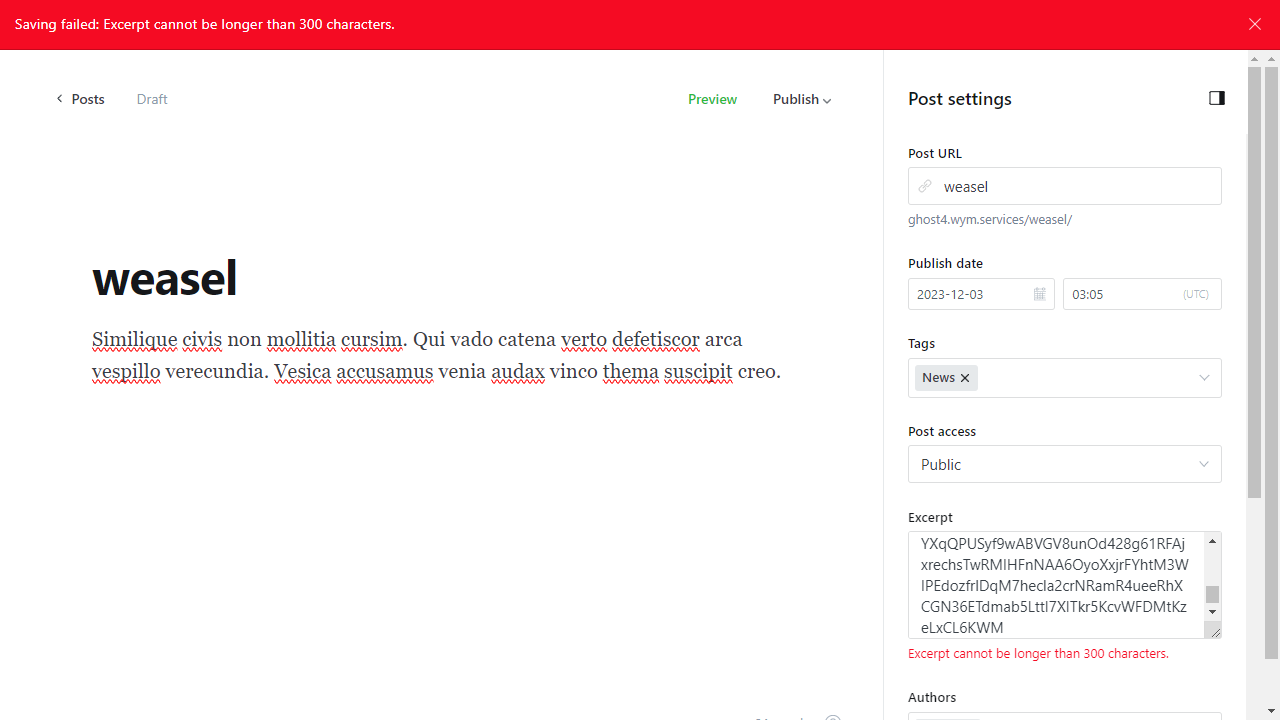 Saving failed: Excerpt cannot be longer than 300 characters.
Posts
Draft
Preview
Publish
weasel
Similique civis non mollitia cursim. Qui vado catena verto defetiscor arca
vespillo verecundia. Vesica accusamus venia audax vinco thema suscipit creo.
Post settings
Post URL
weasel
ghost4.wym.services/weasel/
Publish date
2023-12-03
03:05
(UTC)
Tags
News
Post access
Public
Excerpt
YXqQPUSyf9wABVGV8unOd428g61RFAj
xrechsTwRMIHFnNAA6OyoXxjrFYhtM3W
IPEdozfrIDqM7hecIa2crNRamR4ueeRhX
CGN36ETdmab5LttI7XITkr5KcvWFDMtKz
eLxCL6KWM
Excerpt cannot be longer than 300 characters.
Authors